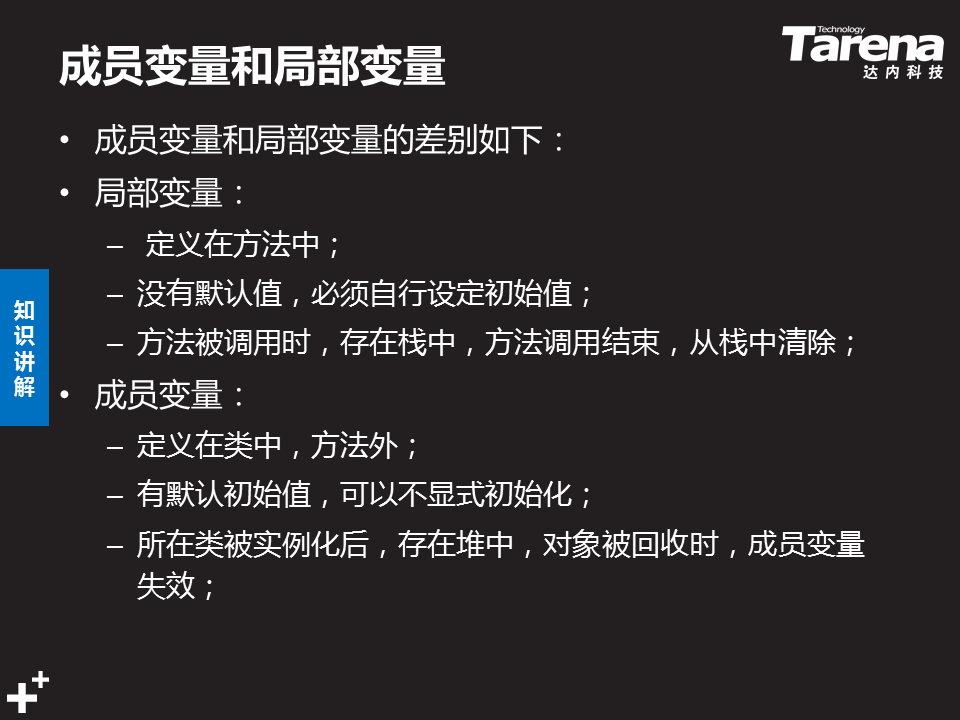 成员变量和局部变量
Technology
Tarena
达内科技
• 成员变量和局部变量的差别如下：
• 局部变量：
– 定义在方法中；
– 没有默认值，必须自行设定初始值；
– 方法被调用时，存在栈中，方法调用结束，从栈中清除；
知识讲解
• 成员变量：
– 定义在类中，方法外；
– 有默认初始值，可以不显式初始化；
– 所在类被实例化后，存在堆中，对象被回收时，成员变量
失效；